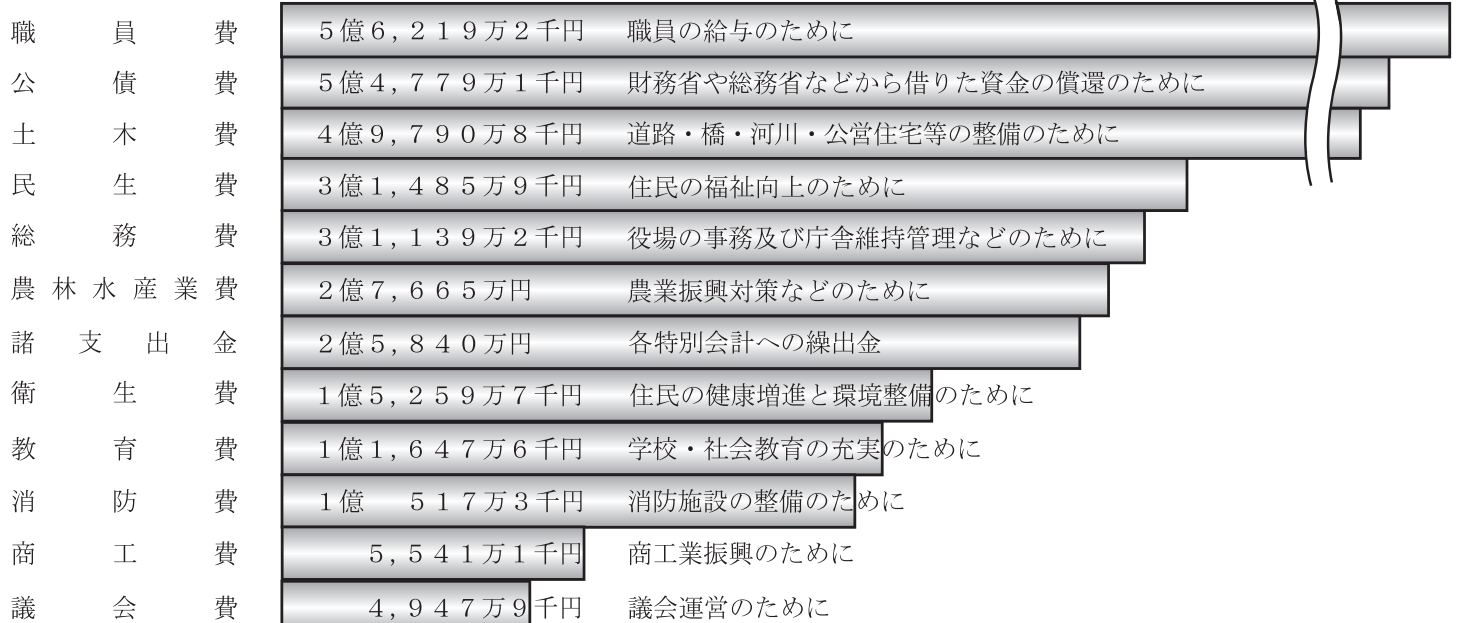 職員費 5億6,219万2千円 職員の給与のために
公債費 5億4,779万1千円 財務省や総務省などから借りた資金の償還のために
土木費 4億9,790万8千円 道路・橋・河川・公営住宅等の整備のために
民生費 3億1,485万9千円 住民の福祉向上のために
総務費 3億1,139万2千円 役場の事務及び庁舎維持管理などのために
農林水産業費 2億7,665万円 農業振興対策などのために
諸支出金 2億5,840万円 各特別会計への繰出金
衛生費 1億5,259万7千円 住民の健康増進と環境整備のために
教育費 1億1,647万6千円 学校・社会教育の充実のために
消防費 1億 517万3千円 消防施設の整備のために
商工費 5,541万1千円 商工業振興のために
議会費 4,947万9千円 議会運営のために